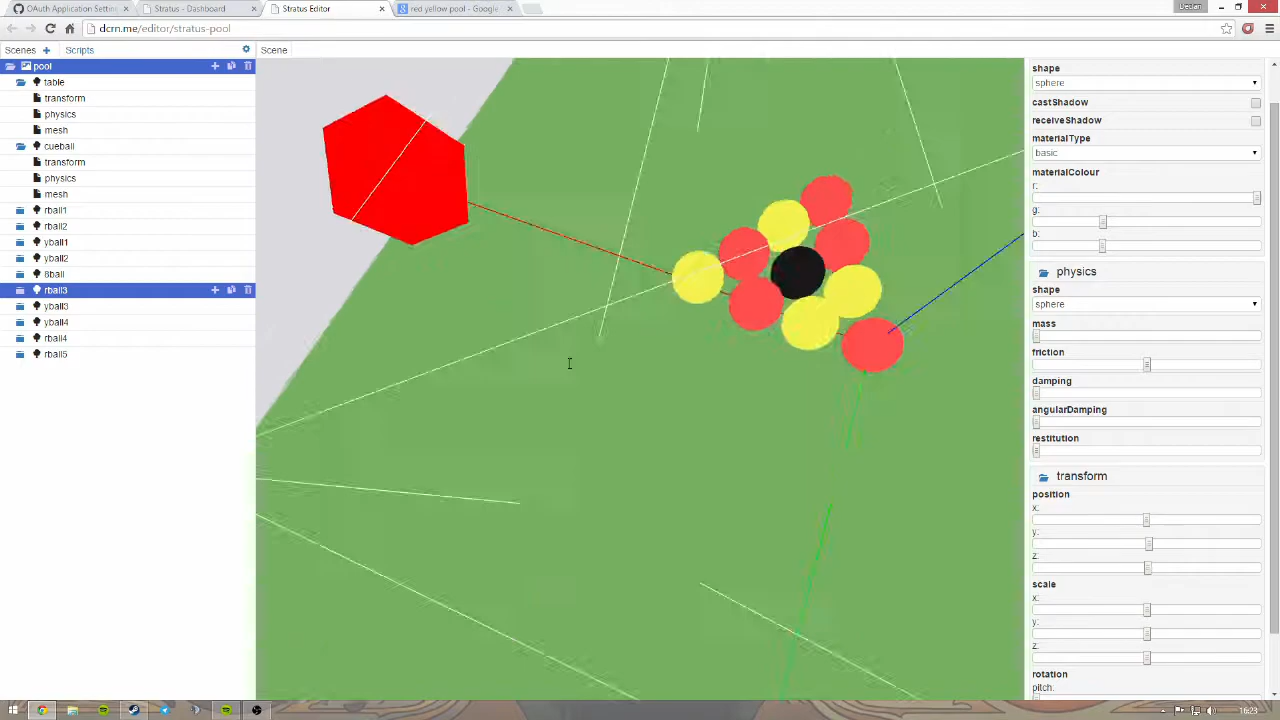 OAuth Application Settin
Stratus - Dashboard
Stratus Editor
red yellow pool - Google
Dedan
dcrn.me/editor/stratus-pool
Scenes
Scripts
Scene
pool
table
transform
physics
mesh
cueball
transform
physics
mesh
rball1
rball2
yball1
yball2
8ball
rball3
yball3
yball4
rball4
rball5
shape
sphere
castShadow
receiveShadow
materialType
basic
materialColour
r:
g:
b:
physics
shape
sphere
mass
friction
damping
angularDamping
restitution
transform
position
x:
y:
z:
scale
x:
y:
z:
rotation
pitch:
16:23